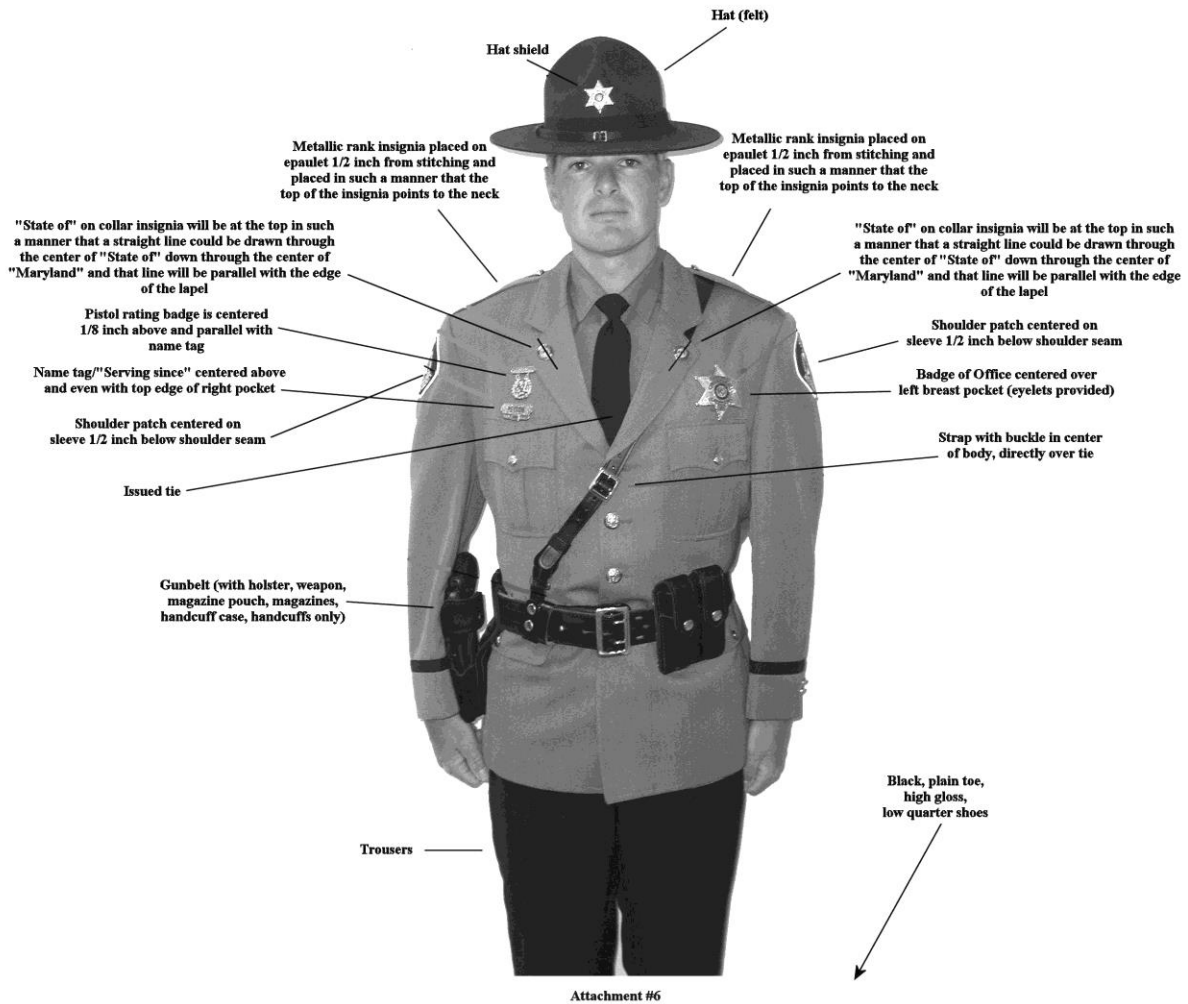 Hat (felt)
Hat shield
Metallic rank insignia placed on
epaulet 1/2 inch from stitching and
placed in such a manner that the
top of the insignia points to the neck
Metallic rank insignia placed on
epaulet 1/2 inch from stitching and
placed in such a manner that the
top of the insignia points to the neck
"State of" on collar insignia will be at the top in such
a manner that a straight line could be drawn through
the center of "State of" down through the center of
"Maryland" and that line will be parallel with the edge
of the lapel
"State of" on collar insignia will be at the top in such
a manner that a straight line could be drawn through
the center of "State of" down through the center of
"Maryland" and that line will be parallel with the edge
of the lapel
Pistol rating badge is centered
1/8 inch above and parallel with
name tag
Shoulder patch centered on
sleeve 1/2 inch below shoulder seam
Name tag/"Serving since" centered above
and even with top edge of right pocket
Badge of Office centered over
left breast pocket (eyelets provided)
Shoulder patch centered on
sleeve 1/2 inch below shoulder seam
Strap with buckle in center
of body, directly over tie
Issued tie
Gunbelt (with holster, weapon,
magazine pouch, magazines,
handcuff case, handcuffs only)
Black, plain toe,
high gloss,
low quarter shoes
Trousers
Attachment #6